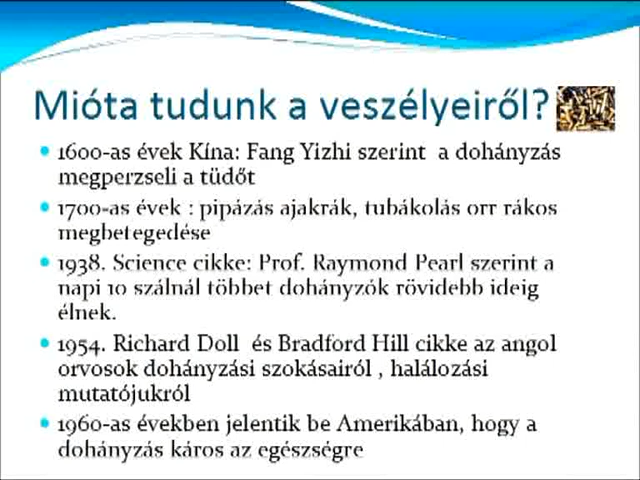 Mióta tudunk a veszélyeiről?
• 1600-as évek Kína: Fang Yizhi szerint a dohányzás
megperzseli a tüdőt
• 1700-as évek : pipázás ajakrák, tubákolás orr rákos
megbetegedése
• 1938. Science cikke: Prof. Raymond Pearl szerint a
napi 10 szálnál többet dohányzók rövidebb ideig
élnek.
• 1954. Richard Doll és Bradford Hill cikke az angol
orvosok dohányzási szokásairól , halálozási
mutatójukról
• 1960-as években jelentik be Amerikában, hogy a
dohányzás káros az egészségre